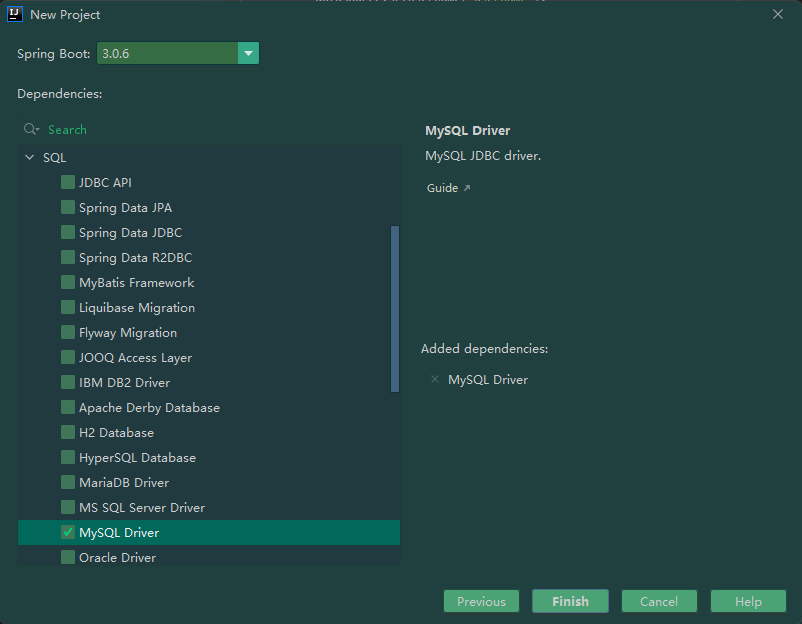 IJ New Project
Spring Boot: 3.0.6
Dependencies:
Search
SQL
JDBC API
Spring Data JPA
Spring Data JDBC
Spring Data R2DBC
MyBatis Framework
Liquibase Migration
Flyway Migration
JOOQ Access Layer
IBM DB2 Driver
Apache Derby Database
H2 Database
HyperSQL Database
MariaDB Driver
MS SQL Server Driver
MySQL Driver
Oracle Driver
MySQL Driver
MySQL JDBC driver.
Guide
Added dependencies:
MySQL Driver
Previous
Finish
Cancel
Help